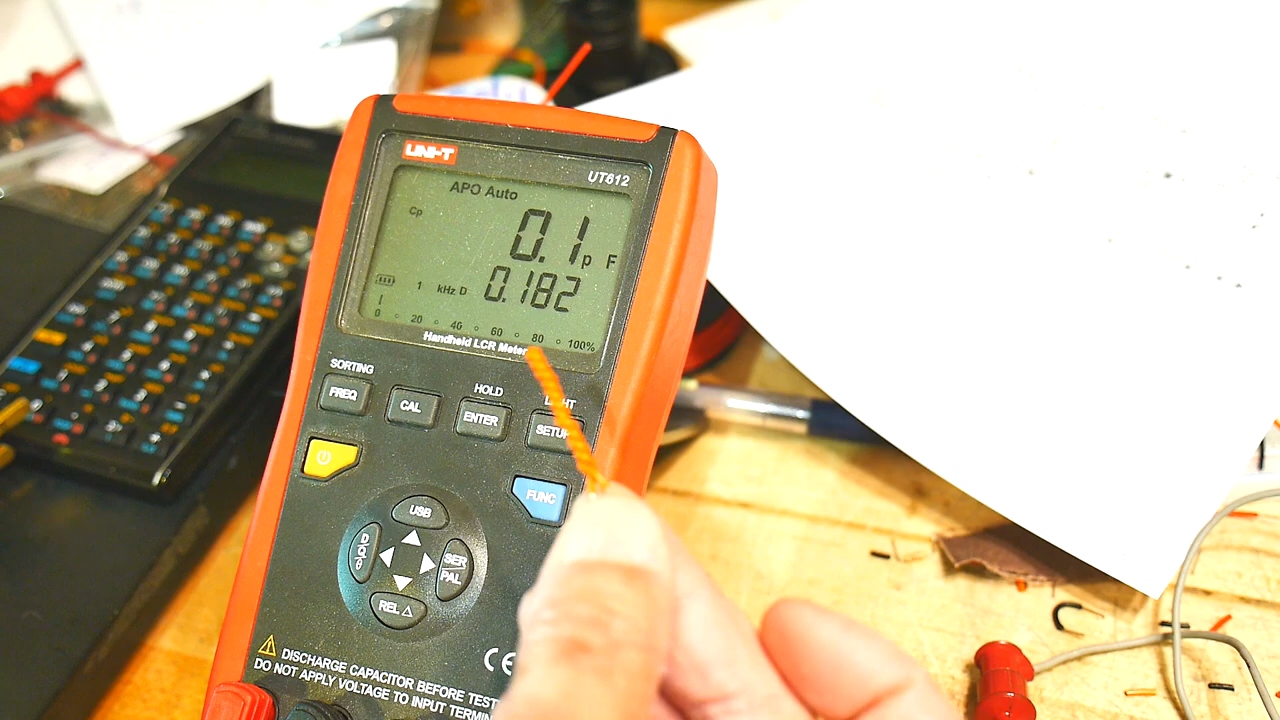 UNI-T
UT612
APO Auto
Cp
0.1 p F
1 kHz D 0.182
0 20 40 60 80 100%
Handheld LCR Meter
SORTING
HOLD
FREQ
CAL
ENTER
FUNC
USB
D
Q
θ
SER
PAL
REL △
DISCHARGE CAPACITOR BEFORE TEST
DO NOT APPLY VOLTAGE TO INPUT
CE